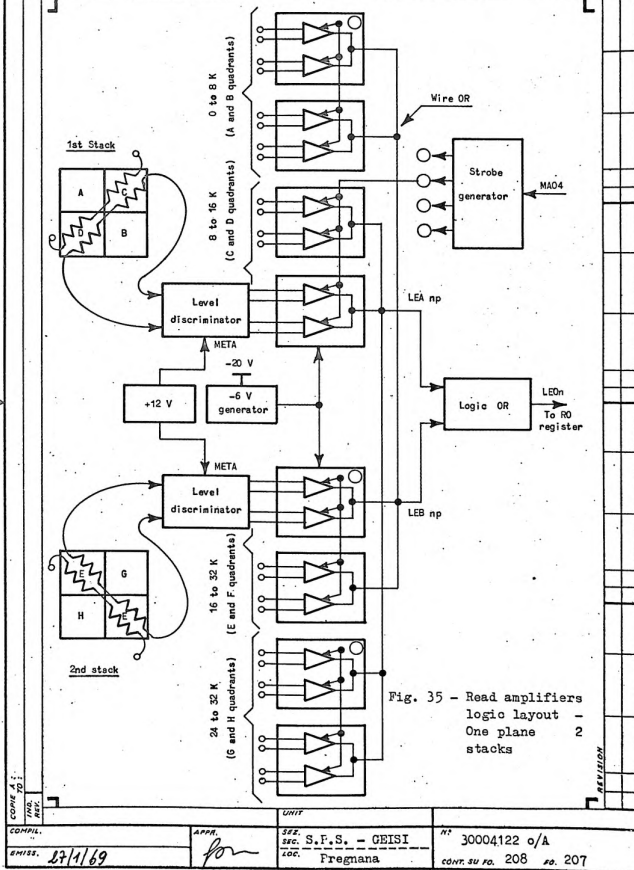 0 to 8 K
(A and B quadrants)
Wire OR
1st Stack
A
C
D
B
8 to 16 K
(C and D quadrants)
Strobe
generator
MA04
Level
discriminator
META
LEA np
-20 V
+12 V
-6 V
generator
Logic OR
LEOn
To RO
register
META
Level
discriminator
LEB np
E
G
H
E
2nd stack
16 to 32 K
(E and F quadrants)
24 to 32 K
(G and H quadrants)
Fig. 35 - Read amplifiers
logic layout -
One plane 2
stacks
REVISION
COPIE A :
TO :
IND.
REV.
UNIT
COMPIL.
APPR.
SEZ.
SEC. S.P.S. - GEISI
LOC. Pregnana
N? 30004122 o/A
EMISS. 27/1/69
CONT. SU FO. 208 FO. 207